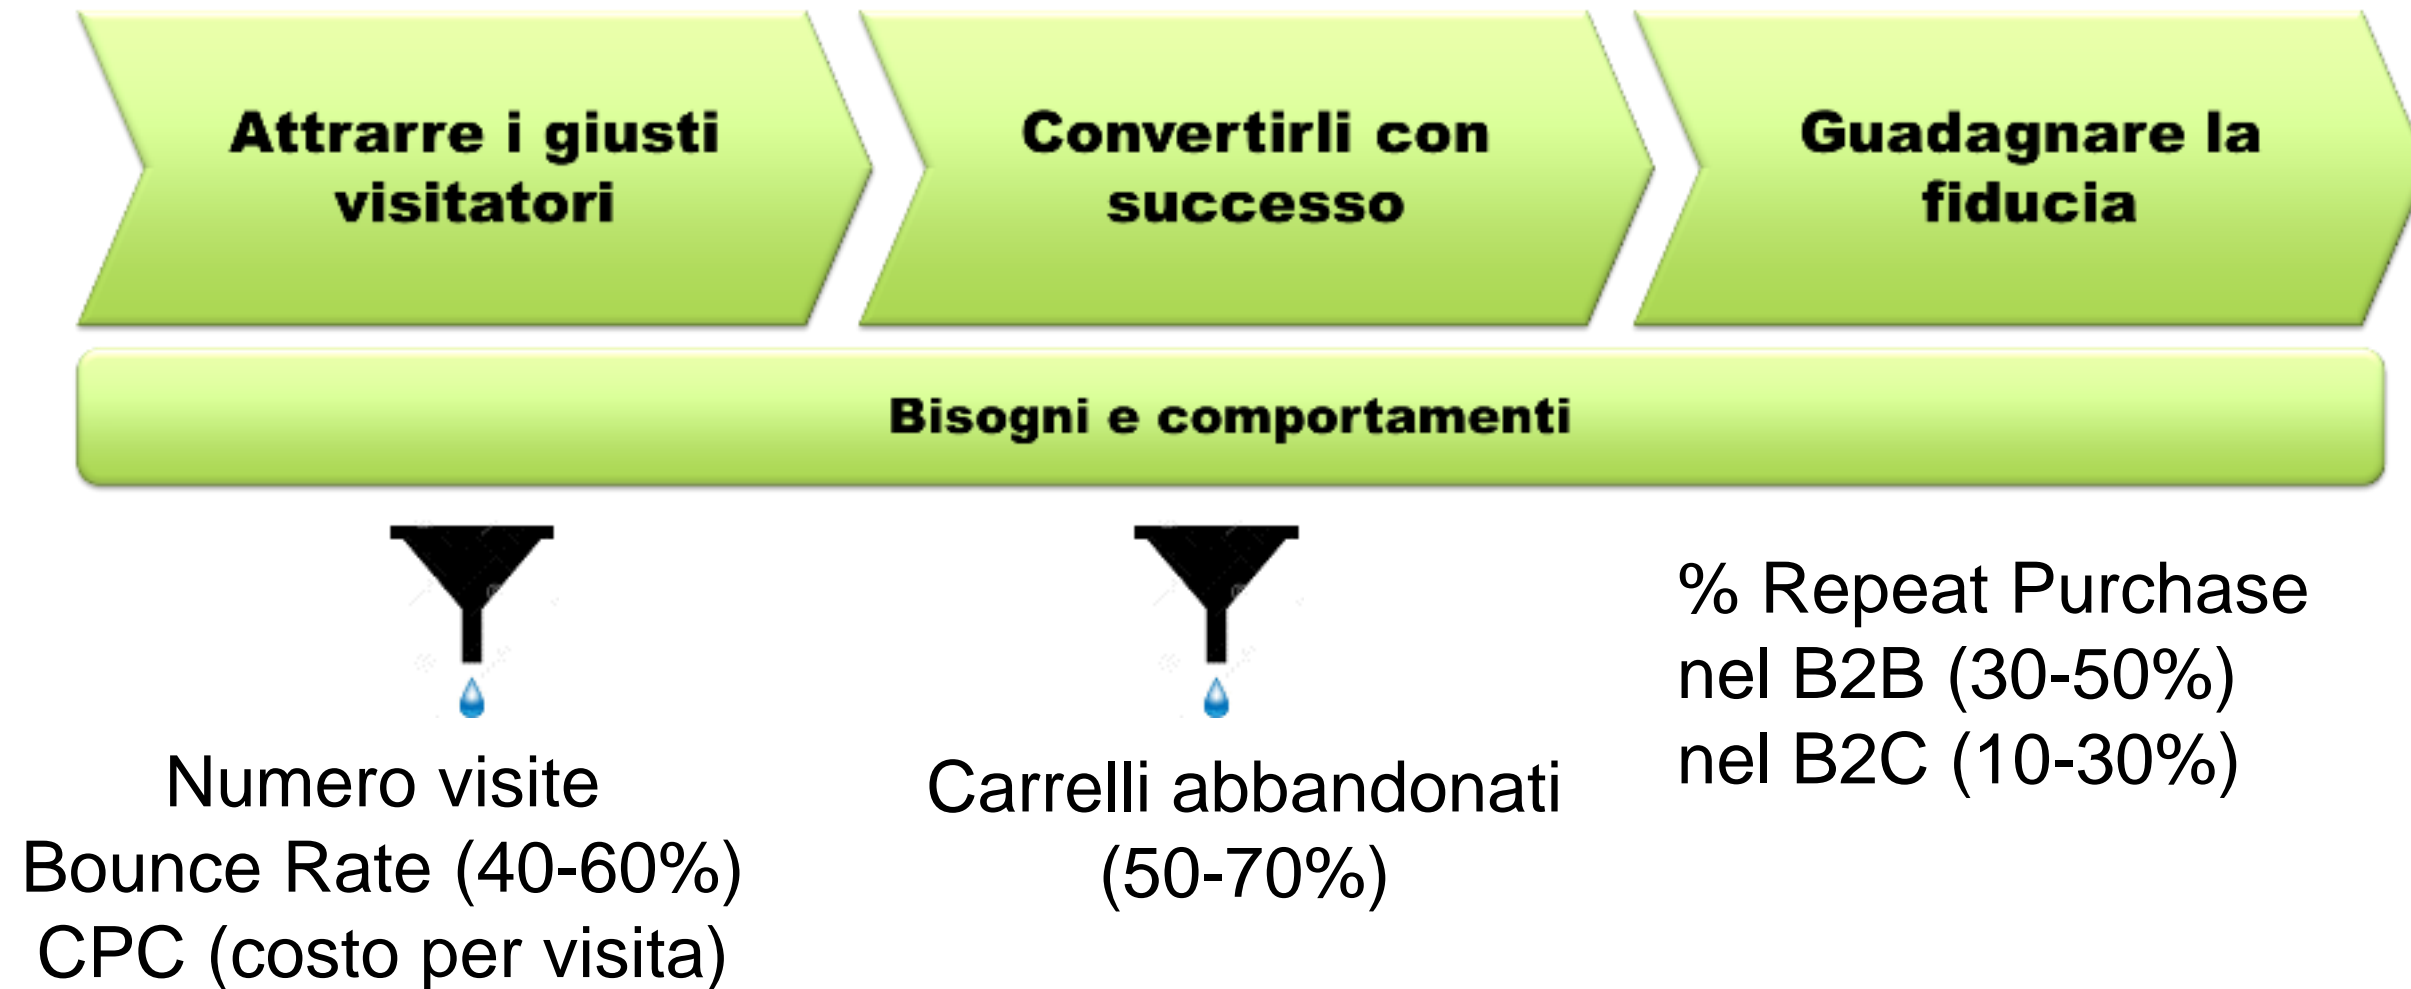 Attrarre i giusti
visitatori
Convertirli con
successo
Guadagnare la
fiducia
Bisogni e comportamenti
Numero visite
Bounce Rate (40-60%)
CPC (costo per visita)
Carrelli abbandonati
(50-70%)
% Repeat Purchase
nel B2B (30-50%)
nel B2C (10-30%)